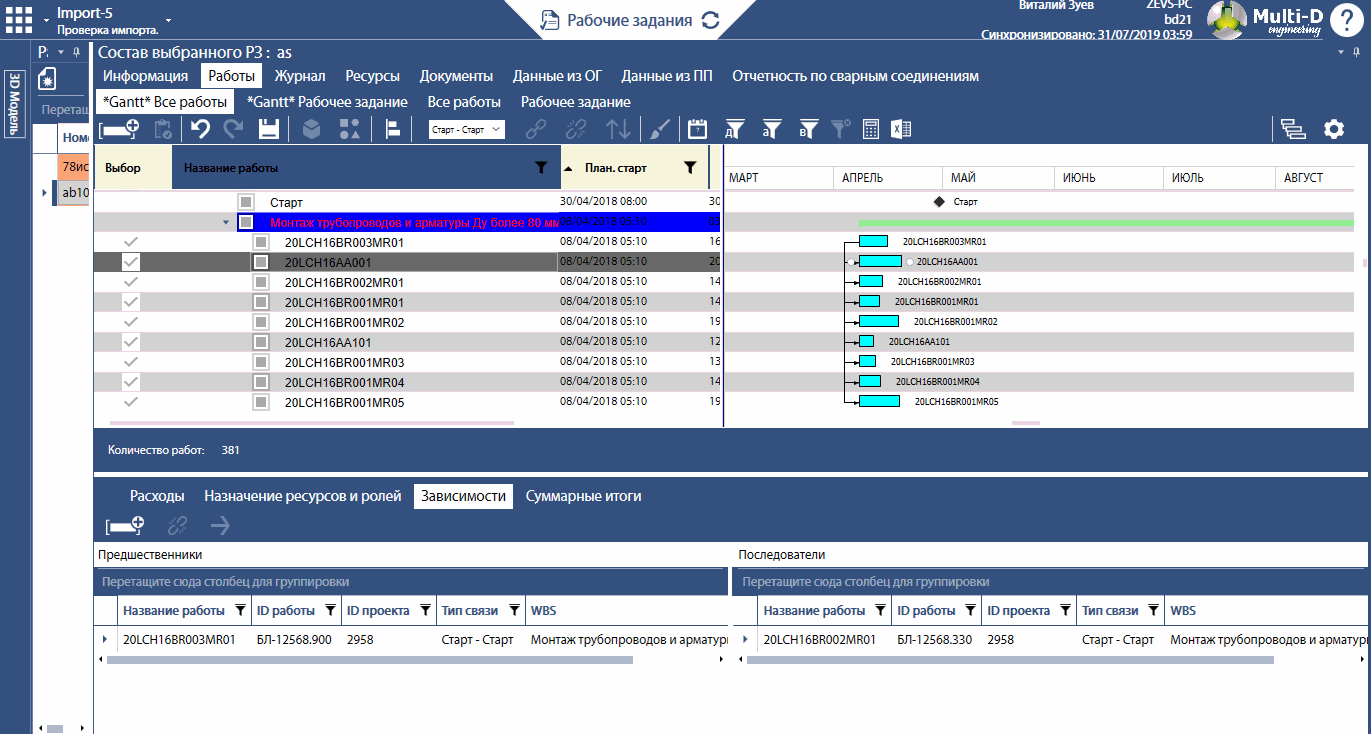 Import-5
Проверка импорта.
Рабочие задания
Виталий Зуев
ZEVS-PC
bd21
Синхронизировано: 31/07/2019 03:59
Multi-D
engineering
?
3D Модель
Состав выбранного РЗ : as
Информация Работы Журнал Ресурсы Документы Данные из ОГ Данные из ПП Отчетность по сварным соединениям
*Gantt* Все работы *Gantt* Рабочее задание Все работы Рабочее задание
Перетащ
Старт - Старт
Номе
78ис
ab10
Выбор Название работы План. старт
МАРТ АПРЕЛЬ МАЙ ИЮНЬ ИЮЛЬ АВГУСТ
Старт 30/04/2018 08:00 30 Старт
Монтаж трубопроводов и арматуры Ду более 80 мм 08/04/2018 05:10
20LCH16BR003MR01 08/04/2018 05:10 16 20LCH16BR003MR01
20LCH16AA001 08/04/2018 05:10 20 20LCH16AA001
20LCH16BR002MR01 08/04/2018 05:10 14 20LCH16BR002MR01
20LCH16BR001MR01 08/04/2018 05:10 14 20LCH16BR001MR01
20LCH16BR001MR02 08/04/2018 05:10 19 20LCH16BR001MR02
20LCH16AA101 08/04/2018 05:10 12 20LCH16AA101
20LCH16BR001MR03 08/04/2018 05:10 13 20LCH16BR001MR03
20LCH16BR001MR04 08/04/2018 05:10 14 20LCH16BR001MR04
20LCH16BR001MR05 08/04/2018 05:10 19 20LCH16BR001MR05
Количество работ: 381
Расходы Назначение ресурсов и ролей Зависимости Суммарные итоги
Предшественники
Перетащите сюда столбец для группировки
Название работы ID работы ID проекта Тип связи WBS
20LCH16BR003MR01 БЛ-12568.900 2958 Старт - Старт Монтаж трубопроводов и арматуры
Последователи
Перетащите сюда столбец для группировки
Название работы ID работы ID проекта Тип связи WBS
20LCH16BR002MR01 БЛ-12568.330 2958 Старт - Старт Монтаж трубопроводов и арматур